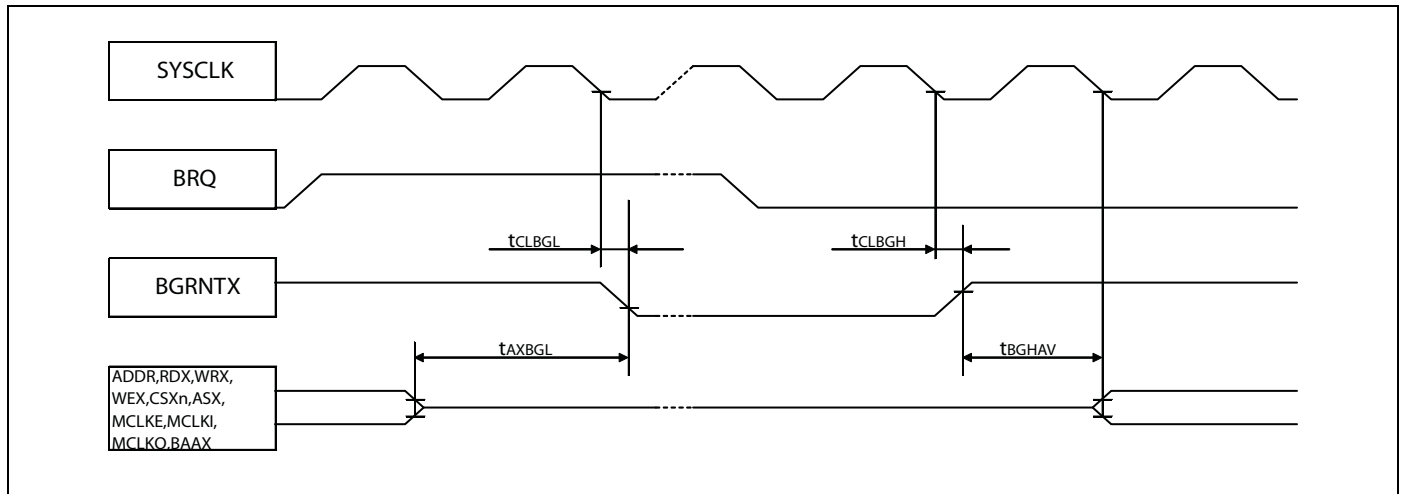 SYSCLK
BRQ
tCLBGL
tCLBGH
BGRNTX
tAXBGL
tBGHAV
ADDR,RDX,WRX,
WEX,CSXn,ASX,
MCLKE,MCLKI,
MCLKO,BAAX